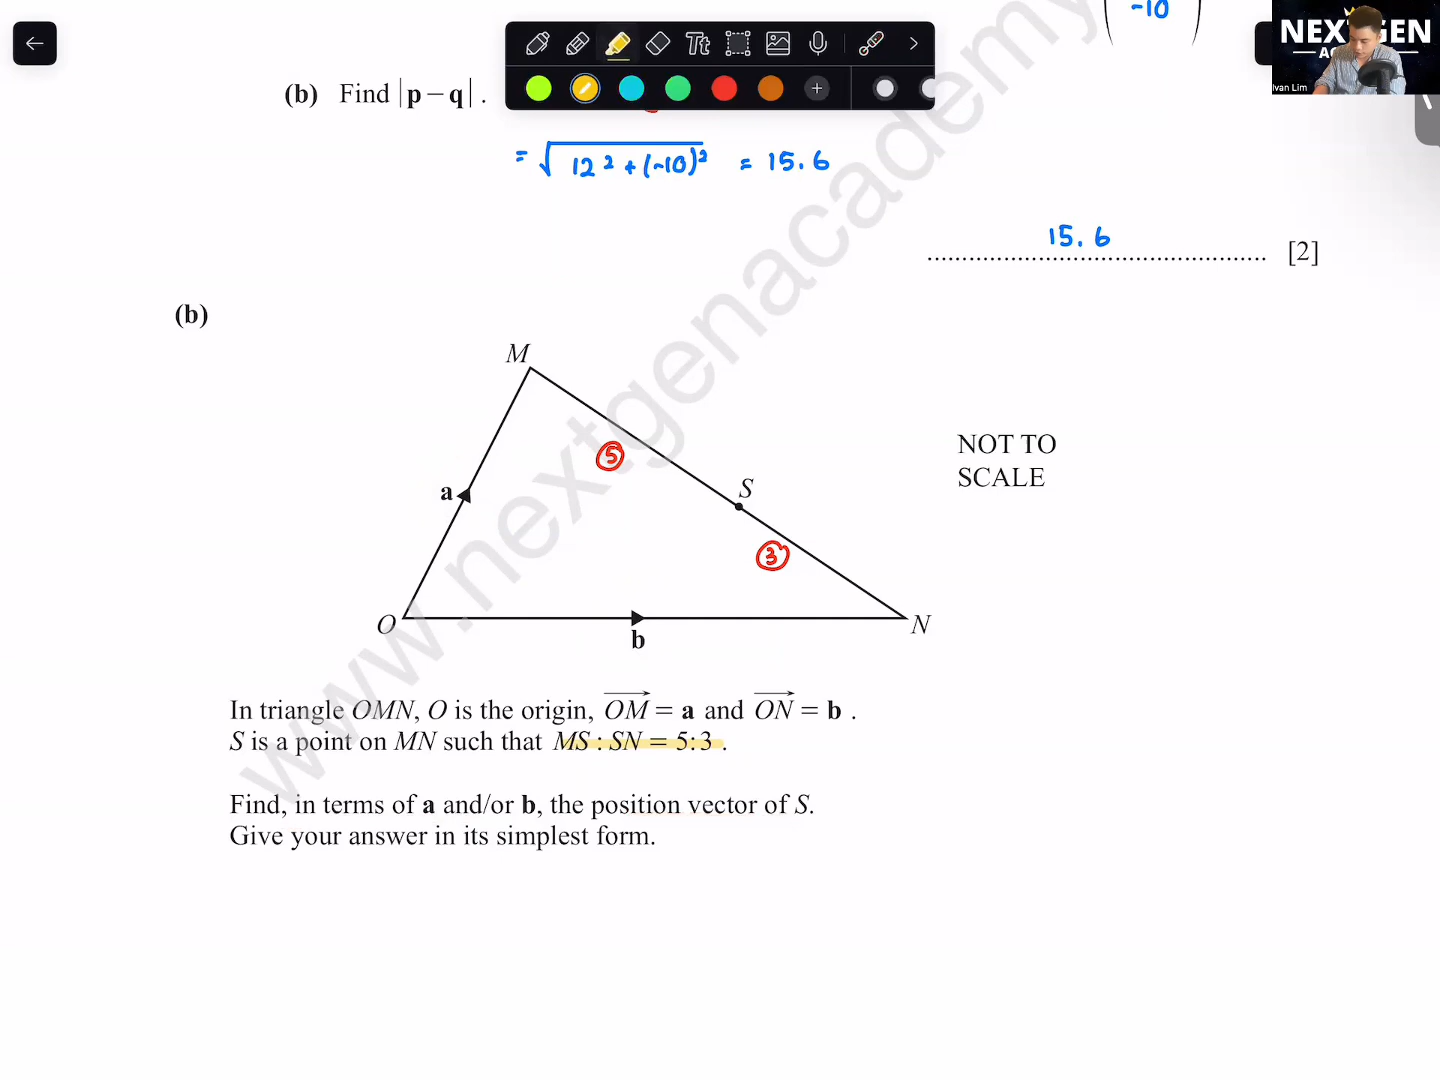 -10
NEXTGEN
Ivan Lim
Tt
(b) Find |p – q| .
= √12² + (-10)² = 15.6
15.6
[2]
(b)
M
NOT TO
SCALE
5
S
a
3
O
b
N
In triangle OMN, O is the origin, OM = a and ON = b .
S is a point on MN such that MS : SN = 5 : 3 .
Find, in terms of a and/or b, the position vector of S.
Give your answer in its simplest form.
www.nextgenacademy